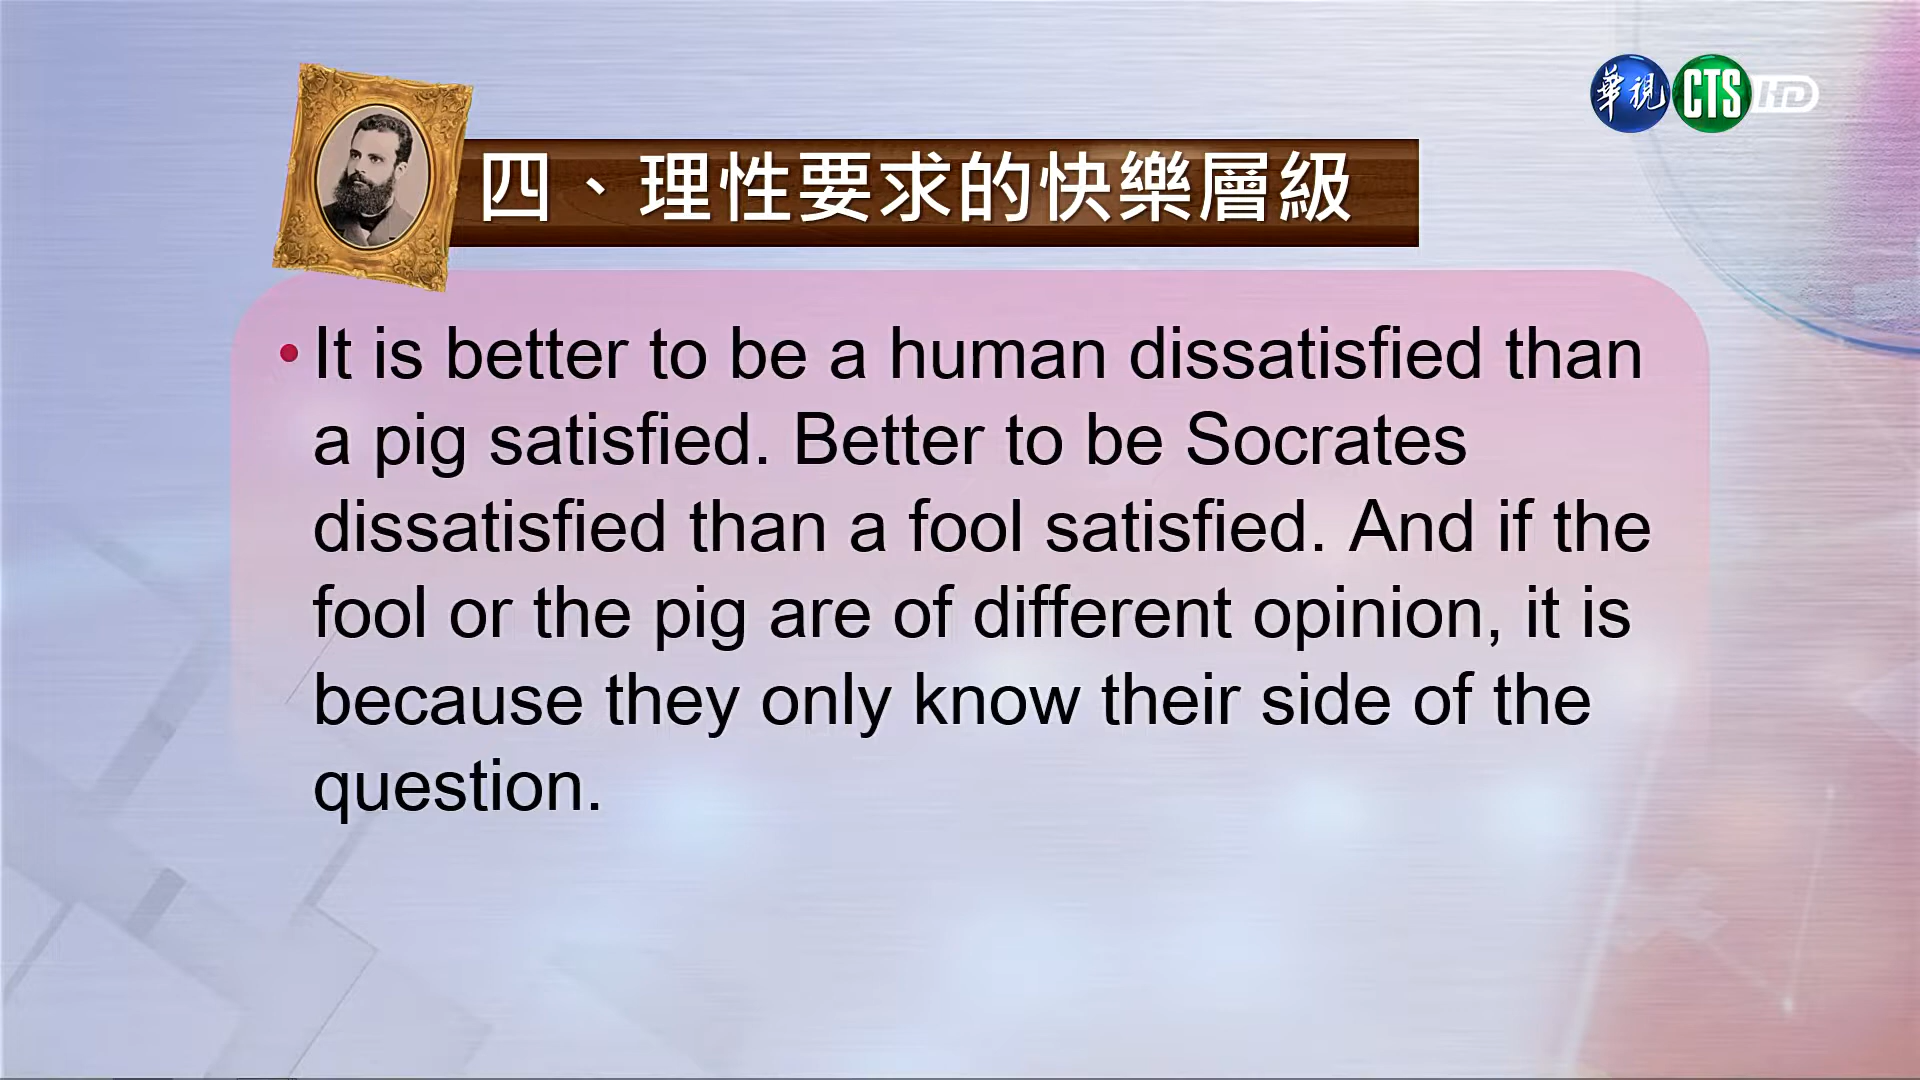 華視 CTS HD
四、理性要求的快樂層級
•It is better to be a human dissatisfied than
a pig satisfied. Better to be Socrates
dissatisfied than a fool satisfied. And if the
fool or the pig are of different opinion, it is
because they only know their side of the
question.